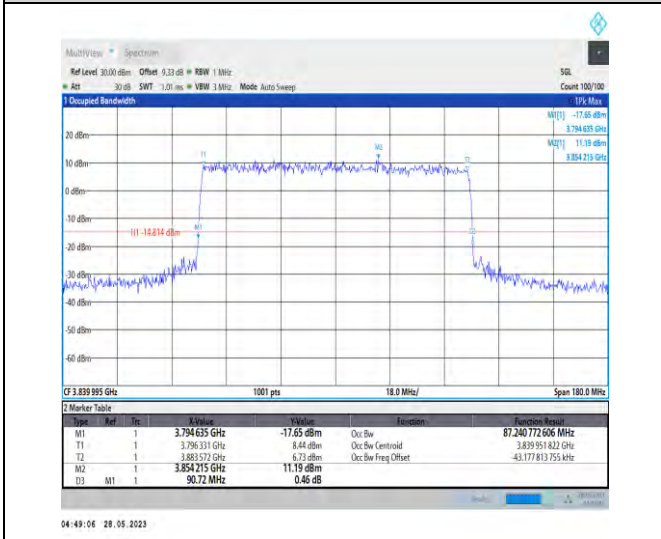 MultiView Spectrum
Ref Level 30.00 dBm Offset 9.33 dB RBW 1 MHz SGL
Att 30 dB SWT 1.01 ms VBW 3 MHz Mode Auto Sweep Count 100/100
1 Occupied Bandwidth 1Pk Max
M1[1] -17.65 dBm
3.794 635 GHz
M2[1] 11.19 dBm
3.854 215 GHz
20 dBm
M2
T1
T2
10 dBm
0 dBm
-10 dBm
H1 -14.814 dBm
M1
D3
-20 dBm
-30 dBm
-40 dBm
-50 dBm
-60 dBm
CF 3.839 995 GHz 1001 pts 18.0 MHz/ Span 180.0 MHz
2 Marker Table
Type Ref Trc X-Value Y-Value Function Function Result
M1 1 3.794 635 GHz -17.65 dBm Occ Bw 87.240 772 606 MHz
T1 1 3.796 331 GHz 8.44 dBm Occ Bw Centroid 3.839 951 822 GHz
T2 1 3.883 572 GHz 6.73 dBm Occ Bw Freq Offset -43.177 813 755 kHz
M2 1 3.854 215 GHz 11.19 dBm
D3 M1 1 90.72 MHz 0.46 dB
04:49:06 28.05.2023